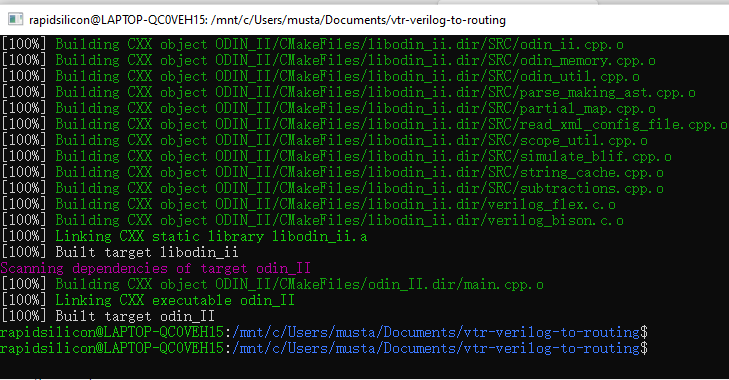 rapidsilicon@LAPTOP-QC0VEH15: /mnt/c/Users/musta/Documents/vtr-verilog-to-routing
[100%] Building CXX object ODIN_II/CMakeFiles/libodin_ii.dir/SRC/odin_ii.cpp.o
[100%] Building CXX object ODIN_II/CMakeFiles/libodin_ii.dir/SRC/odin_memory.cpp.o
[100%] Building CXX object ODIN_II/CMakeFiles/libodin_ii.dir/SRC/odin_util.cpp.o
[100%] Building CXX object ODIN_II/CMakeFiles/libodin_ii.dir/SRC/parse_making_ast.cpp.o
[100%] Building CXX object ODIN_II/CMakeFiles/libodin_ii.dir/SRC/partial_map.cpp.o
[100%] Building CXX object ODIN_II/CMakeFiles/libodin_ii.dir/SRC/read_xml_config_file.cpp.o
[100%] Building CXX object ODIN_II/CMakeFiles/libodin_ii.dir/SRC/scope_util.cpp.o
[100%] Building CXX object ODIN_II/CMakeFiles/libodin_ii.dir/SRC/simulate_blif.cpp.o
[100%] Building CXX object ODIN_II/CMakeFiles/libodin_ii.dir/SRC/string_cache.cpp.o
[100%] Building CXX object ODIN_II/CMakeFiles/libodin_ii.dir/SRC/subtractions.cpp.o
[100%] Building CXX object ODIN_II/CMakeFiles/libodin_ii.dir/verilog_flex.c.o
[100%] Building CXX object ODIN_II/CMakeFiles/libodin_ii.dir/verilog_bison.c.o
[100%] Linking CXX static library libodin_ii.a
[100%] Built target libodin_ii
Scanning dependencies of target odin_II
[100%] Building CXX object ODIN_II/CMakeFiles/odin_II.dir/main.cpp.o
[100%] Linking CXX executable odin_II
[100%] Built target odin_II
rapidsilicon@LAPTOP-QC0VEH15:/mnt/c/Users/musta/Documents/vtr-verilog-to-routing$
rapidsilicon@LAPTOP-QC0VEH15:/mnt/c/Users/musta/Documents/vtr-verilog-to-routing$